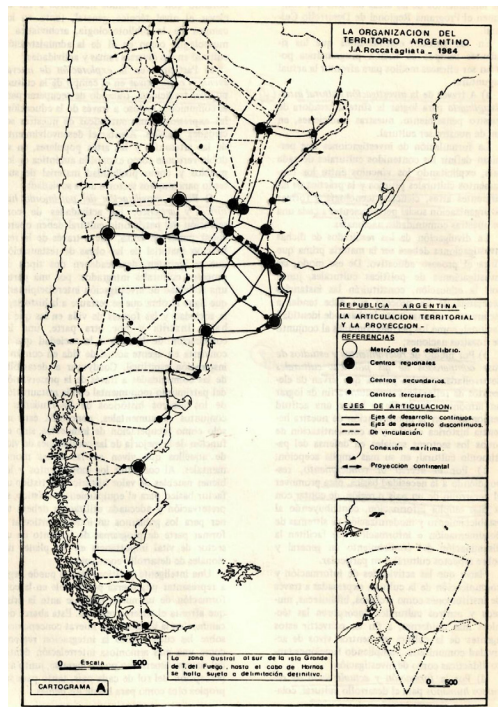 LA ORGANIZACION DEL
TERRITORIO ARGENTINO.
J.A. Roccatagliata _ 1984
REPUBLICA ARGENTINA :
LA ARTICULACION TERRITORIAL
Y LA PROYECCION -
REFERENCIAS
Metrópolis de equilibrio.
Centros regionales
Centros secundarios.
Centros terciarios.
EJES DE ARTICULACION:
Ejes de desarrollo continuos.
Ejes de desarrollo discontinuos.
De vinculación.
Conexión marítima.
Proyección continental
0 Escala 500
CARTOGRAMA A
La zona austral al sur de la Isla Grande
de T. del Fuego, hasta el cabo de Hornos
se halla sujeto a delimitación definitiva.
0 500